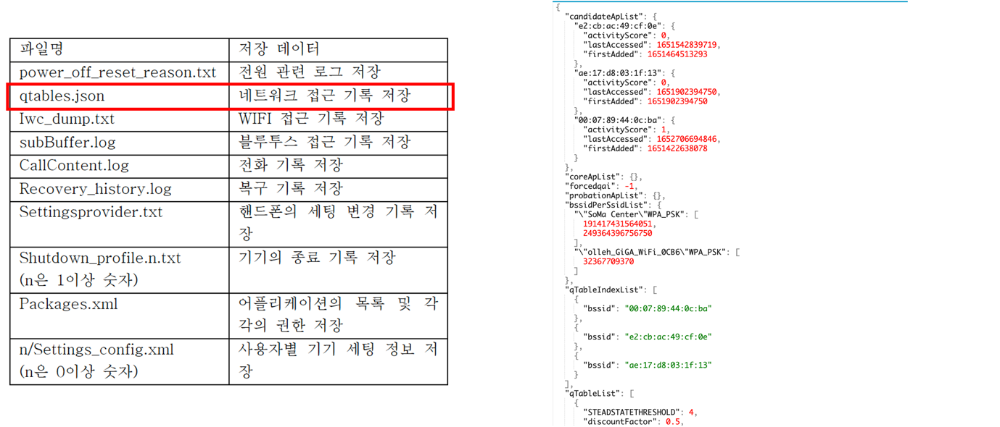 파일명
저장 데이터
power_off_reset_reason.txt
전원 관련 로그 저장
qtables.json
네트워크 접근 기록 저장
Iwc_dump.txt
WIFI 접근 기록 저장
subBuffer.log
블루투스 접근 기록 저장
CallContent.log
전화 기록 저장
Recovery_history.log
복구 기록 저장
Settingsprovider.txt
핸드폰의 세팅 변경 기록 저
장
Shutdown_profile.n.txt
(n은 1이상 숫자)
기기의 종료 기록 저장
Packages.xml
어플리케이션의 목록 및 각
각의 권한 저장
n/Settings_config.xml
(n은 0이상 숫자)
사용자별 기기 세팅 정보 저
장
{
"candidateApList": {
"e2:cb:ac:49:cf:0e": {
"activityScore": 0,
"lastAccessed": 1651542839719,
"firstAdded": 1651464513293
},
"ae:17:d8:03:1f:13": {
"activityScore": 0,
"lastAccessed": 1651902394750,
"firstAdded": 1651902394750
},
"00:07:89:44:0c:ba": {
"activityScore": 1,
"lastAccessed": 1652706694846,
"firstAdded": 1651422638078
}
},
"coreApList": {},
"forcedqai": -1,
"probationApList": {},
"bssidPerSsidList": {
"\"SoMa Center\"WPA_PSK": [
191417431564051,
249364396756750
],
"\"olleh_GiGA_WiFi_0CB6\"WPA_PSK": [
32367709370
]
},
"qTableIndexList": [
{
"bssid": "00:07:89:44:0c:ba"
},
{
"bssid": "e2:cb:ac:49:cf:0e"
},
{
"bssid": "ae:17:d8:03:1f:13"
}
],
"qTableList": [
{
"STEADSTATETHRESHOLD": 4,
"discountFactor": 0.5,